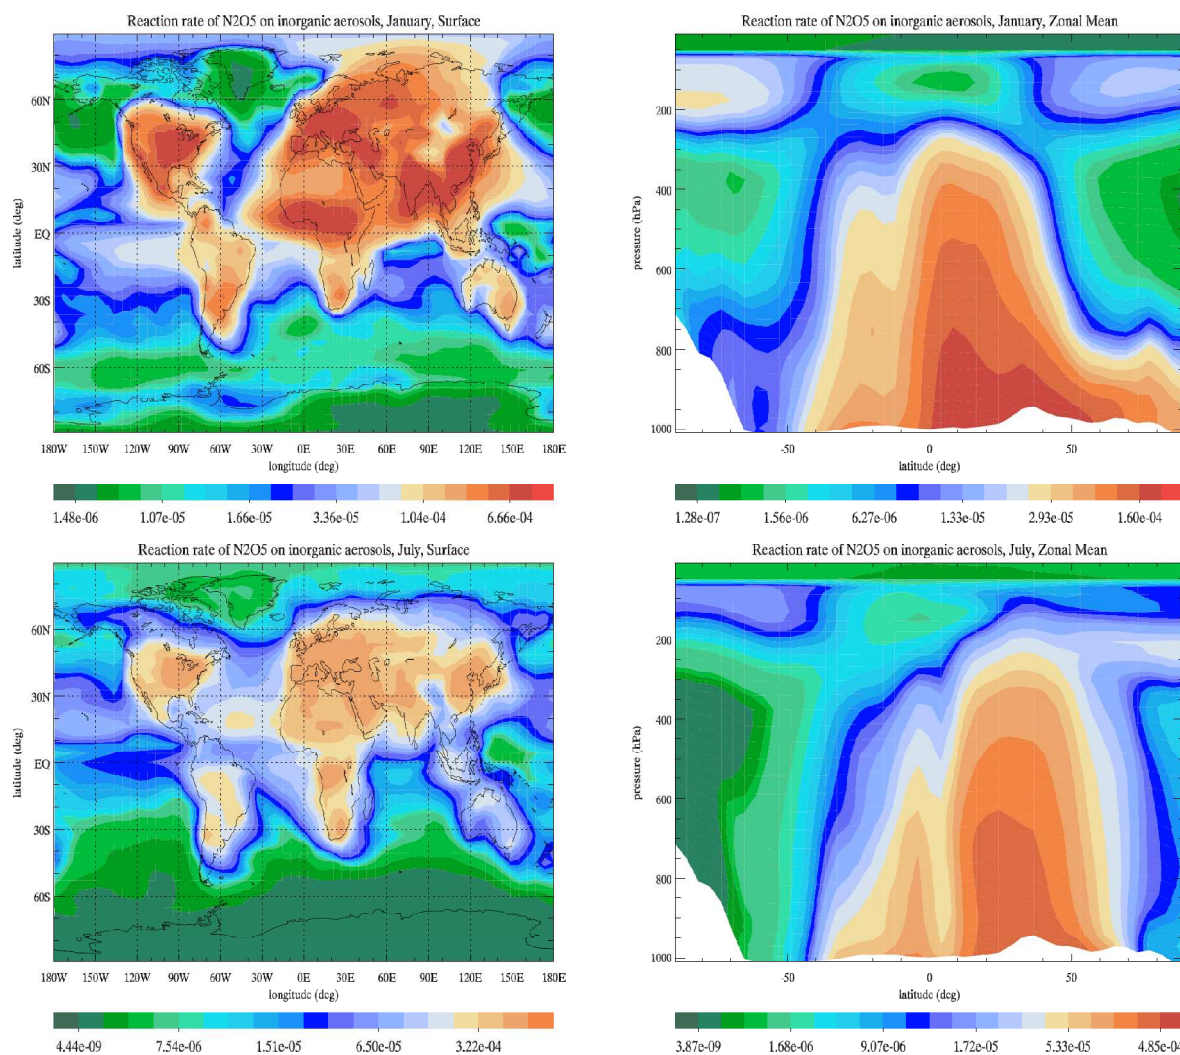 Reaction rate of N2O5 on inorganic aerosols, January, Surface
60N
30N
EQ
30S
60S
latitude (deg)
180W 150W 120W 90W 60W 30W 0E 30E 60E 90E 120E 150E 180E
longitude (deg)
1.48e-06 1.07e-05 1.66e-05 3.36e-05 1.04e-04 6.66e-04
Reaction rate of N2O5 on inorganic aerosols, January, Zonal Mean
200
400
600
800
1000
pressure (hPa)
-50 0 50
latitude (deg)
1.28e-07 1.56e-06 6.27e-06 1.33e-05 2.93e-05 1.60e-04
Reaction rate of N2O5 on inorganic aerosols, July, Surface
60N
30N
EQ
30S
60S
latitude (deg)
180W 150W 120W 90W 60W 30W 0E 30E 60E 90E 120E 150E 180E
longitude (deg)
4.44e-09 7.54e-06 1.51e-05 6.50e-05 3.22e-04
Reaction rate of N2O5 on inorganic aerosols, July, Zonal Mean
200
400
600
800
1000
pressure (hPa)
-50 0 50
latitude (deg)
3.87e-09 1.68e-06 9.07e-06 1.72e-05 5.33e-05 4.85e-04